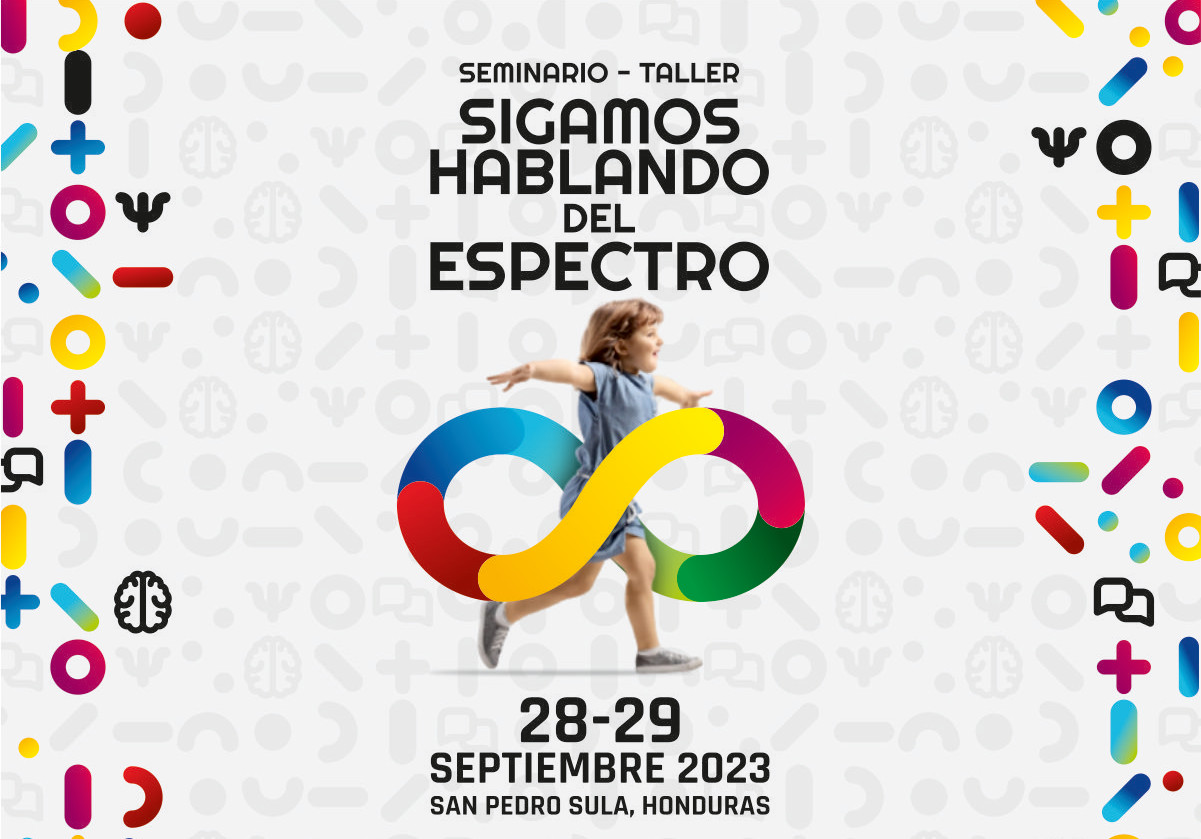 SEMINARIO - TALLER
SIGAMOS
HABLANDO
DEL
ESPECTRO
28-29
SEPTIEMBRE 2023
SAN PEDRO SULA, HONDURAS